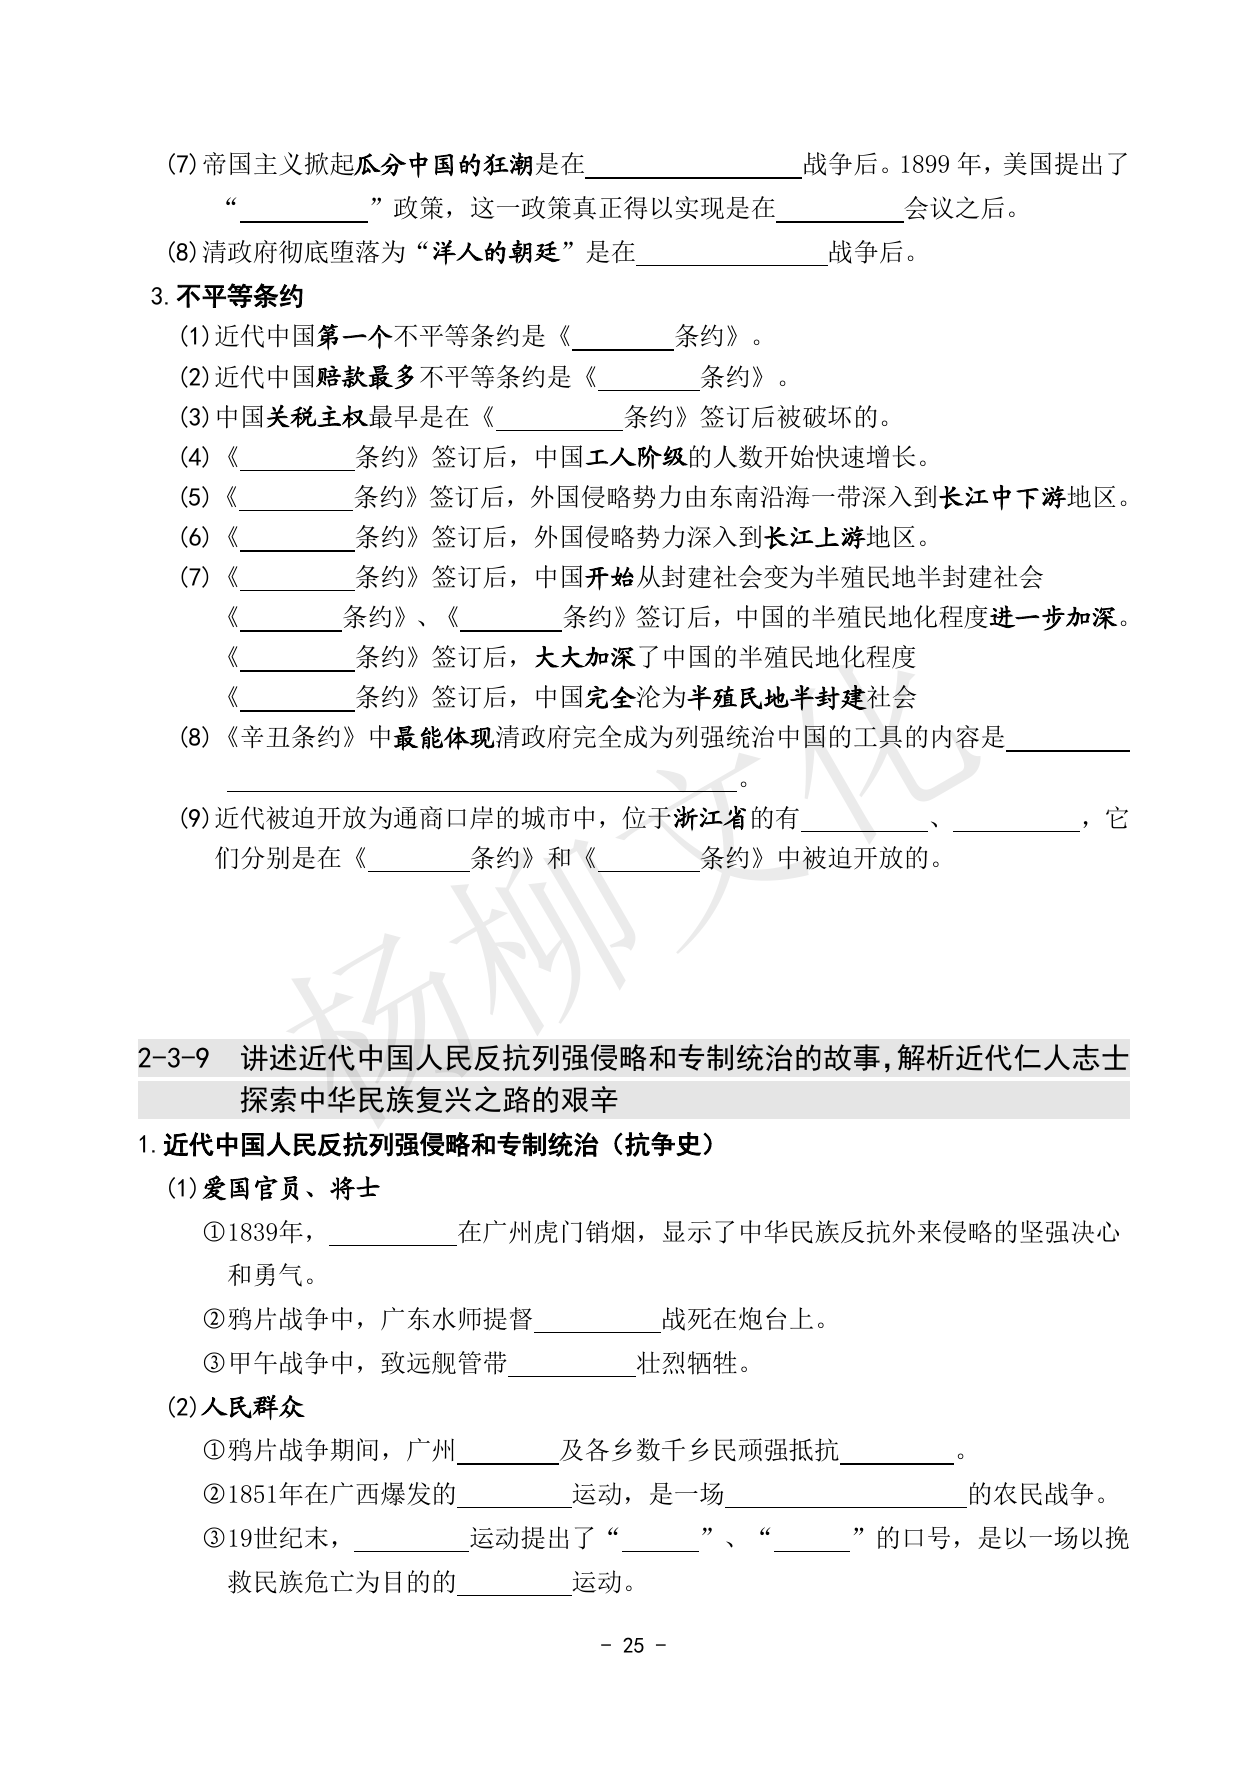 (7)帝国主义掀起瓜分中国的狂潮是在________________战争后。1899 年，美国提出了
“__________”政策，这一政策真正得以实现是在__________会议之后。
(8)清政府彻底堕落为“洋人的朝廷”是在_______________战争后。
3.不平等条约
(1)近代中国第一个不平等条约是《________条约》。
(2)近代中国赔款最多不平等条约是《________条约》。
(3)中国关税主权最早是在《__________条约》签订后被破坏的。
(4)《_________条约》签订后，中国工人阶级的人数开始快速增长。
(5)《_________条约》签订后，外国侵略势力由东南沿海一带深入到长江中下游地区。
(6)《_________条约》签订后，外国侵略势力深入到长江上游地区。
(7)《_________条约》签订后，中国开始从封建社会变为半殖民地半封建社会
《________条约》、《________条约》签订后，中国的半殖民地化程度进一步加深。
《_________条约》签订后，大大加深了中国的半殖民地化程度
《_________条约》签订后，中国完全沦为半殖民地半封建社会
(8)《辛丑条约》中最能体现清政府完全成为列强统治中国的工具的内容是__________
________________________________________。
(9)近代被迫开放为通商口岸的城市中，位于浙江省的有__________、__________，它
们分别是在《________条约》和《________条约》中被迫开放的。
杨柳文化
2-3-9 讲述近代中国人民反抗列强侵略和专制统治的故事，解析近代仁人志士
探索中华民族复兴之路的艰辛
1.近代中国人民反抗列强侵略和专制统治（抗争史）
(1)爱国官员、将士
①1839年，__________在广州虎门销烟，显示了中华民族反抗外来侵略的坚强决心
和勇气。
②鸦片战争中，广东水师提督__________战死在炮台上。
③甲午战争中，致远舰管带__________壮烈牺牲。
(2)人民群众
①鸦片战争期间，广州________及各乡数千乡民顽强抵抗_________。
②1851年在广西爆发的_________运动，是一场___________________的农民战争。
③19世纪末，_________运动提出了“______”、“______”的口号，是以一场以挽
救民族危亡为目的的_________运动。
- 25 -